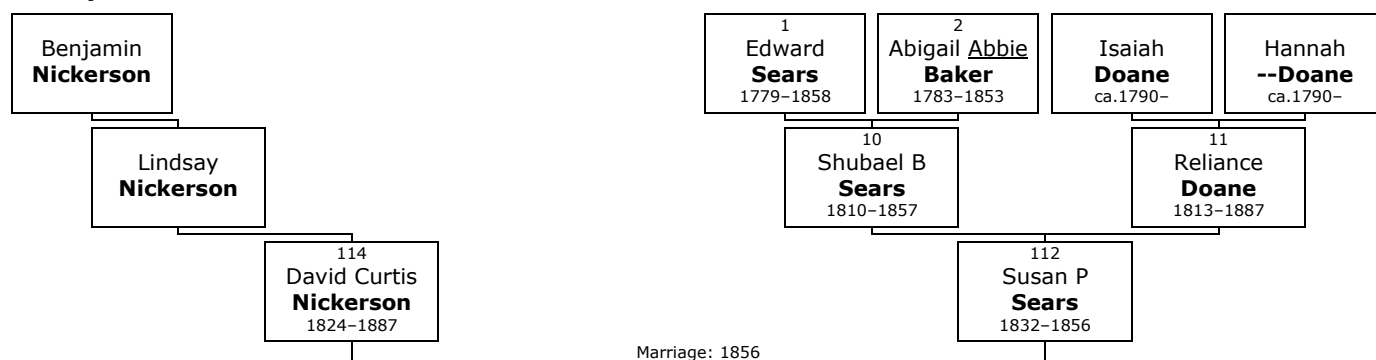 Benjamin
Nickerson
1
Edward
Sears
1779–1858
2
Abigail Abbie
Baker
1783–1853
Isaiah
Doane
ca.1790–
Hannah
--Doane
ca.1790–
Lindsay
Nickerson
10
Shubael B
Sears
1810–1857
11
Reliance
Doane
1813–1887
114
David Curtis
Nickerson
1824–1887
112
Susan P
Sears
1832–1856
Marriage: 1856